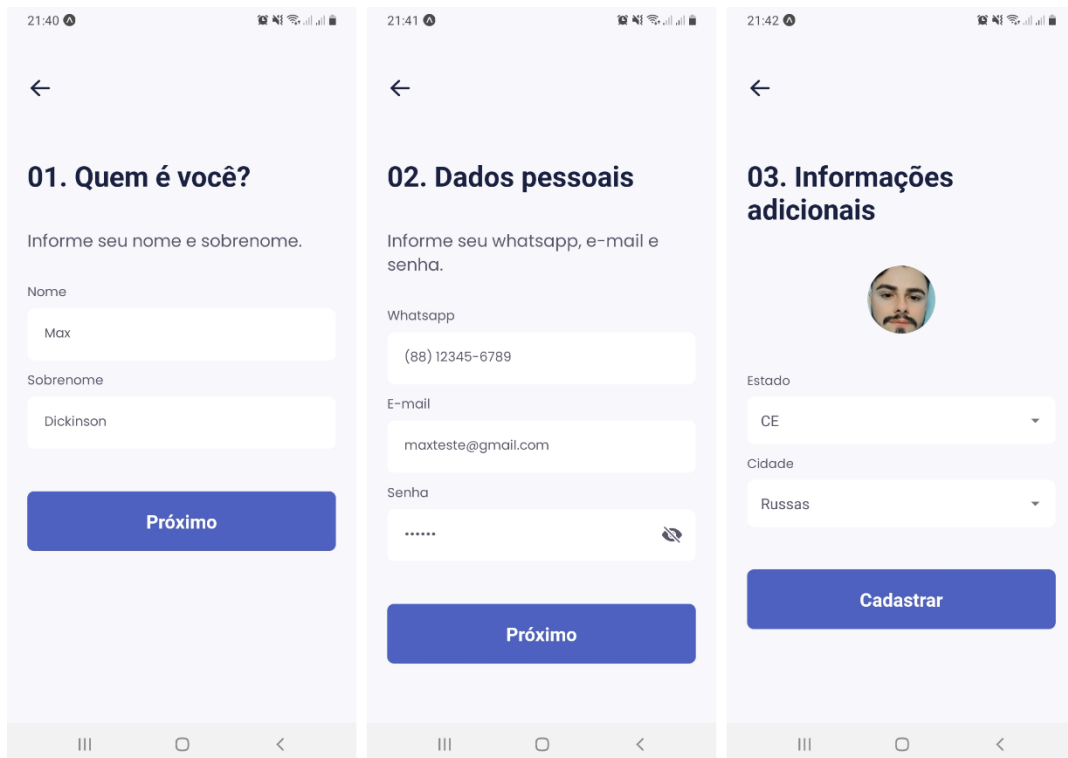 21:40
01. Quem é você?
Informe seu nome e sobrenome.
Nome
Max
Sobrenome
Dickinson
Próximo
21:41
02. Dados pessoais
Informe seu whatsapp, e-mail e
senha.
Whatsapp
(88) 12345-6789
E-mail
maxteste@gmail.com
Senha
••••••
Próximo
21:42
03. Informações
adicionais
Estado
CE
Cidade
Russas
Cadastrar